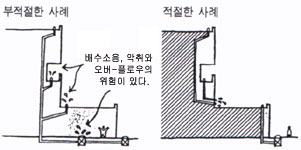 부적절한 사례
적절한 사례
배수소음, 악취와
오버-플로우의
위험이 있다.